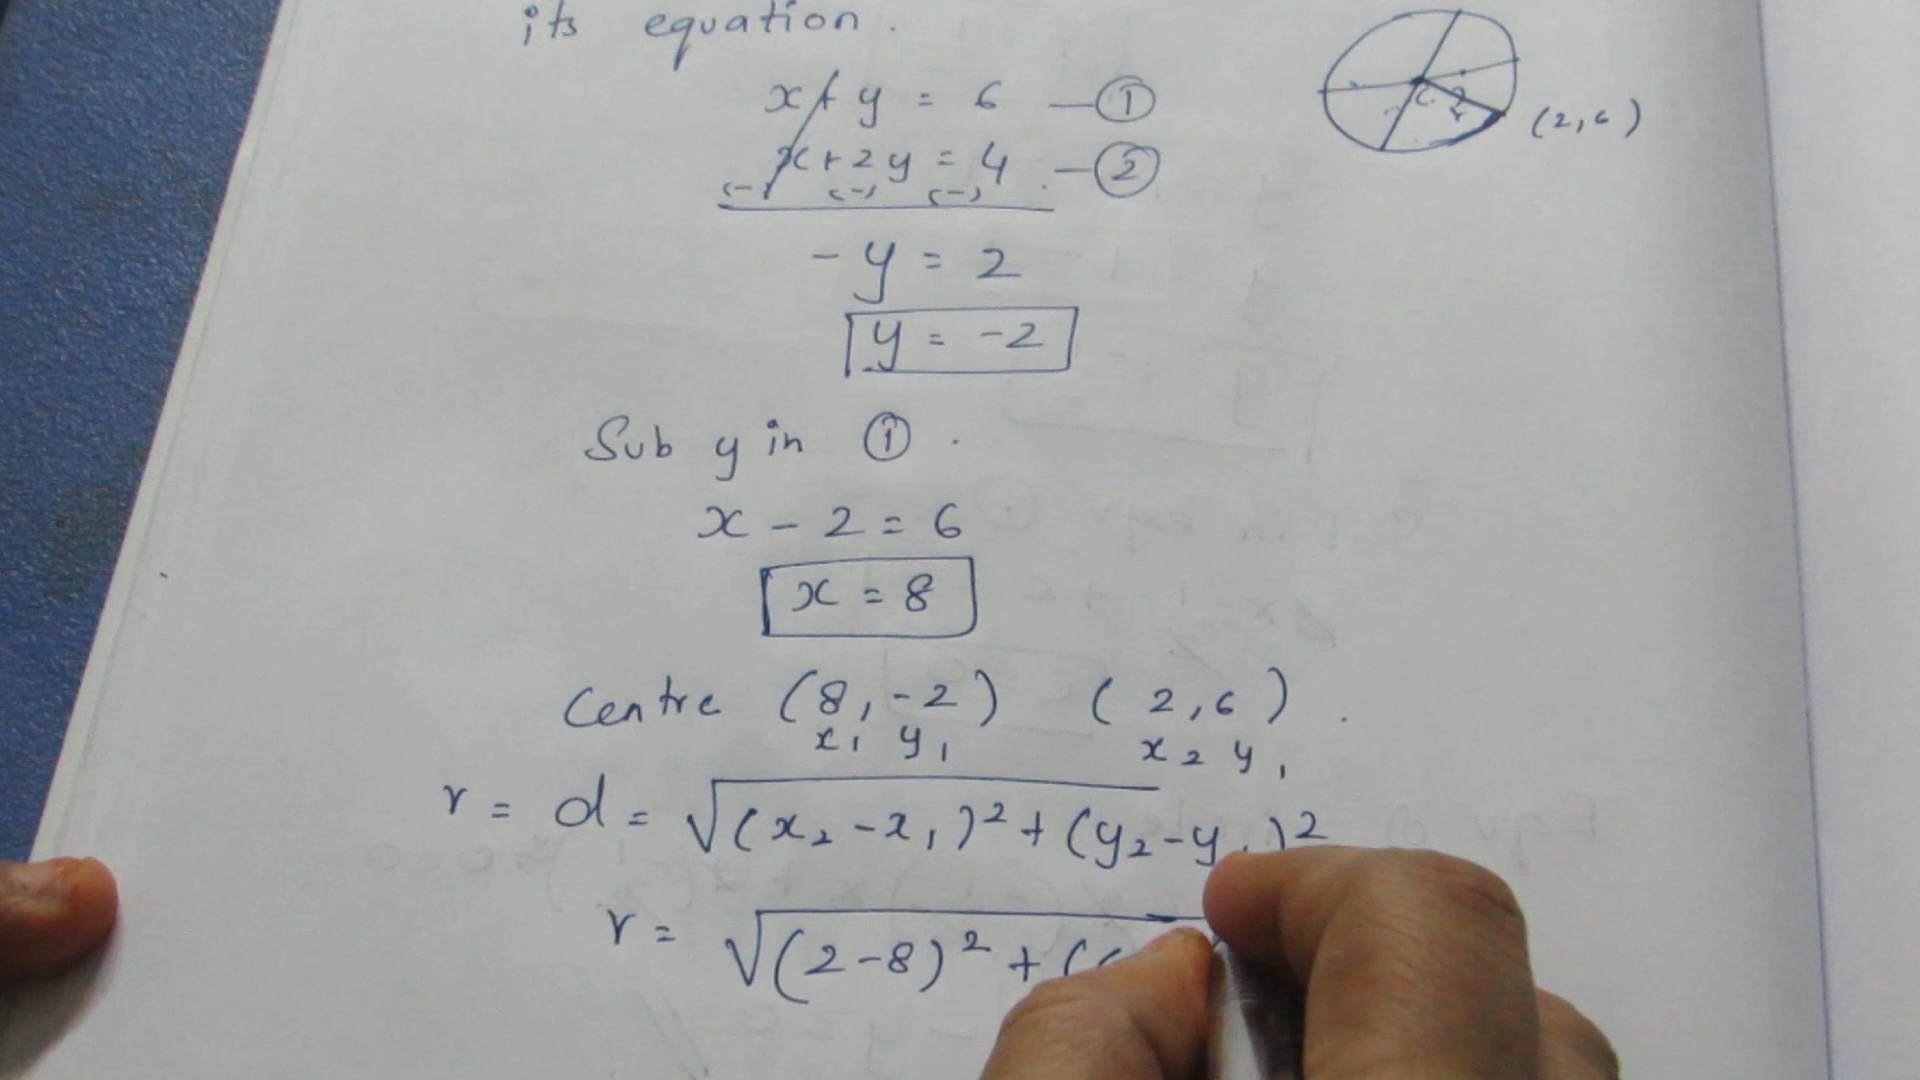 its equation.
x + y = 6 — ①
x + 2y = 4 — ②
(-) (-) (-)
- y = 2
y = -2
Sub y in ①.
x - 2 = 6
x = 8
Centre (8, -2) (2, 6).
x₁ y₁ x₂ y₁
r = d = √(x₂ - x₁)² + (y₂ - y₁)²
r = √(2 - 8)² + (
C r
(2, 6)